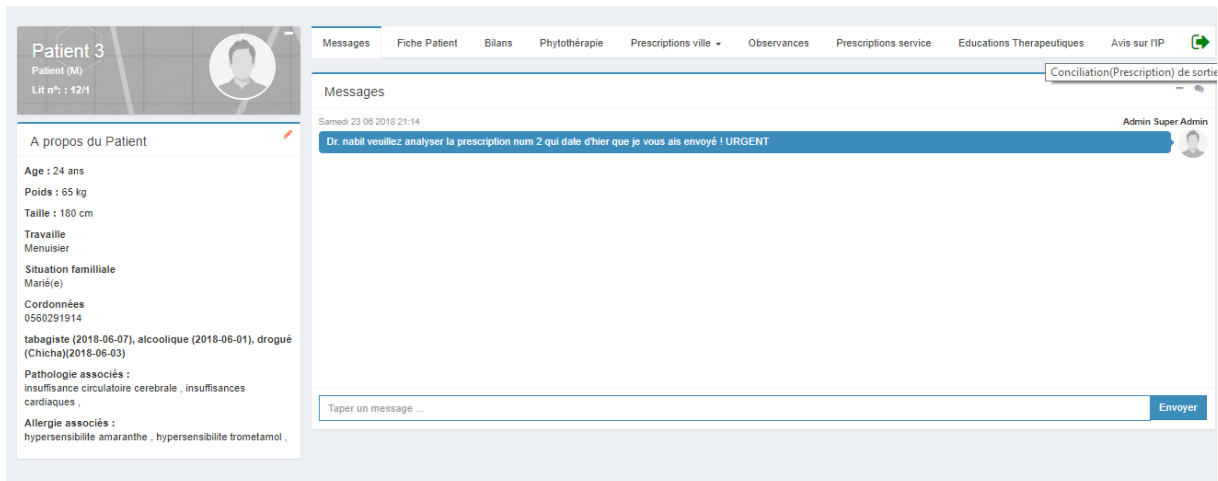 Patient 3
Patient (M)
Lit n°: : 12/1
A propos du Patient
Age : 24 ans
Poids : 65 kg
Taille : 180 cm
Travaille
Menuisier
Situation familliale
Marié(e)
Cordonnées
0560291914
tabagiste (2018-06-07), alcoolique (2018-06-01), drogué
(Chicha)(2018-06-03)
Pathologie associés :
insuffisance circulatoire cerebrale , insuffisances
cardiaques ,
Allergie associés :
hypersensibilite amaranthe , hypersensibilite trometamol ,
Messages Fiche Patient Bilans Phytothérapie Prescriptions ville Observances Prescriptions service Educations Therapeutiques Avis sur l'IP
Conciliation(Prescription) de sortie
Messages
Samedi 23 06 2018 21:14 Admin Super Admin
Dr. nabil veuillez analyser la prescription num 2 qui date d'hier que je vous ais envoyé ! URGENT
Taper un message ... Envoyer